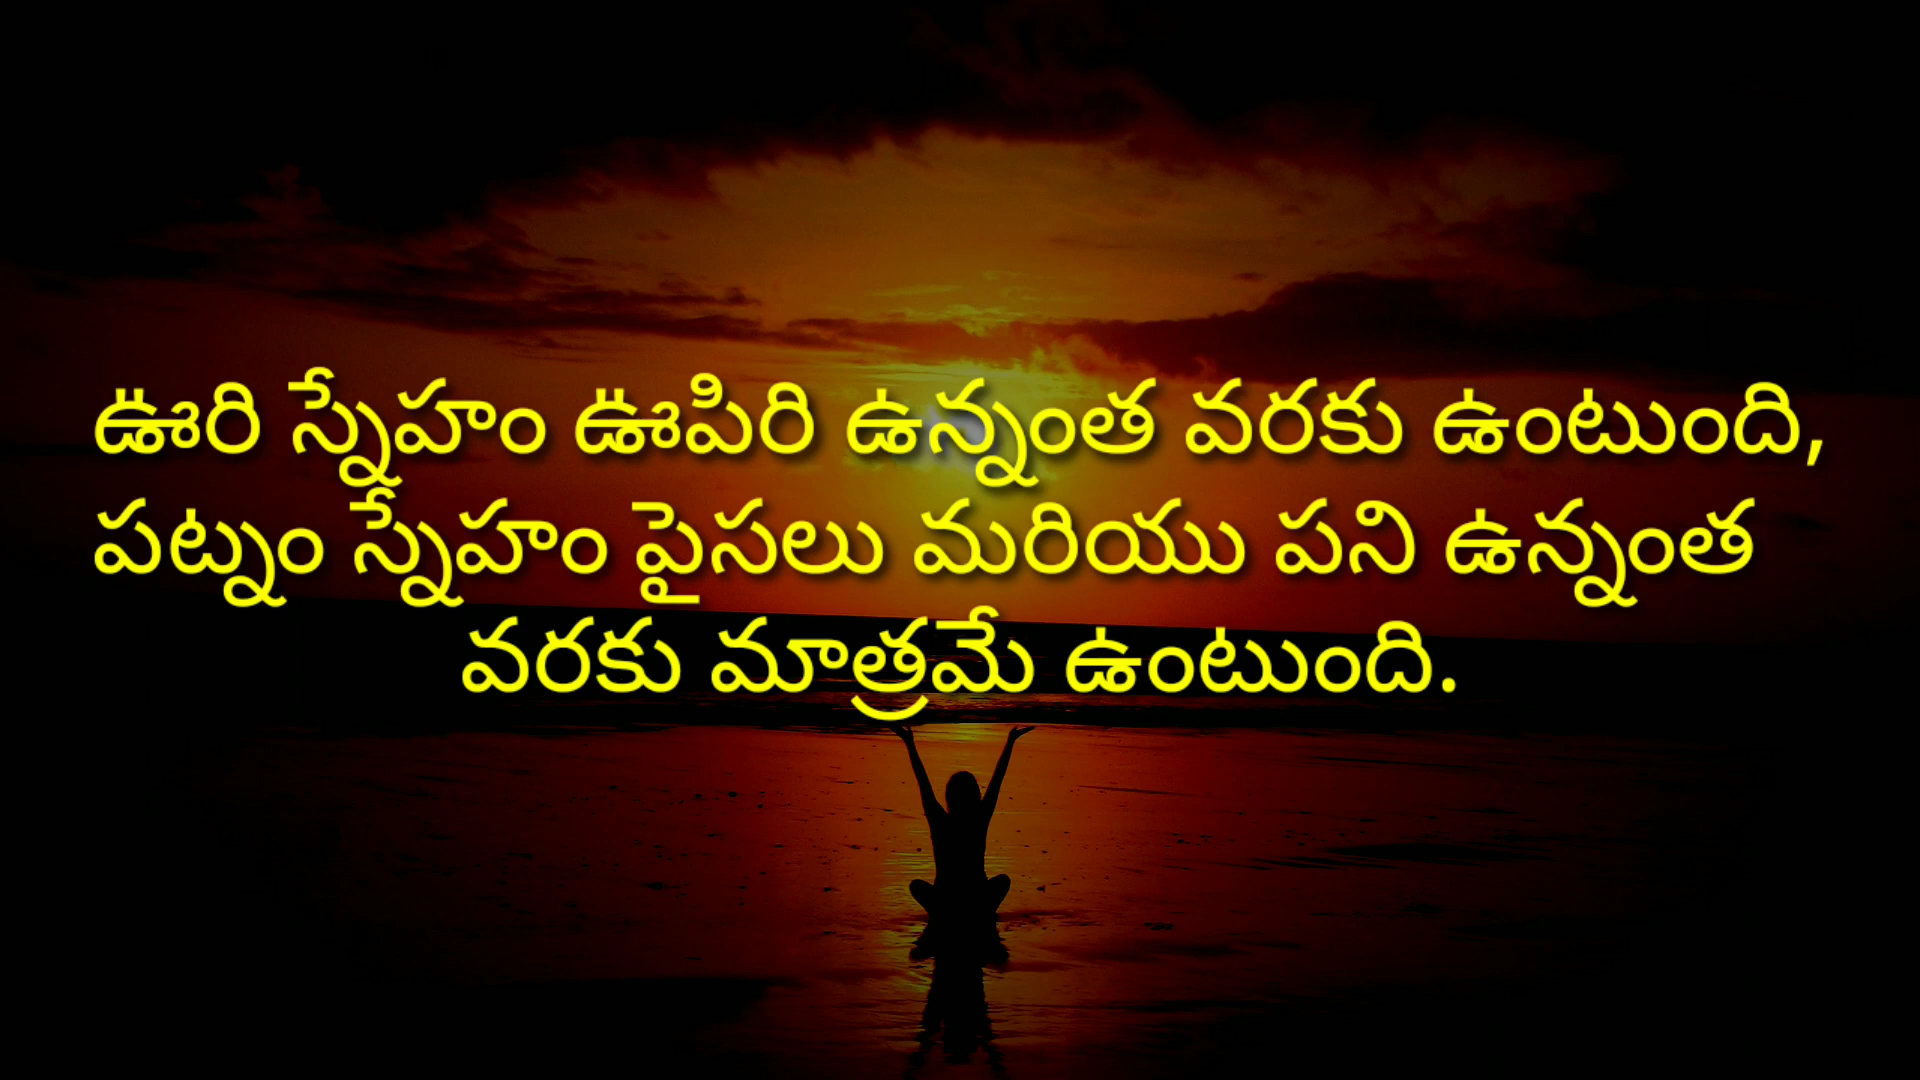 ఊరి స్నేహం ఊపిరి ఉన్నంత వరకు ఉంటుంది,
పట్నం స్నేహం పైసలు మరియు పని ఉన్నంత
వరకు మాత్రమే ఉంటుంది.